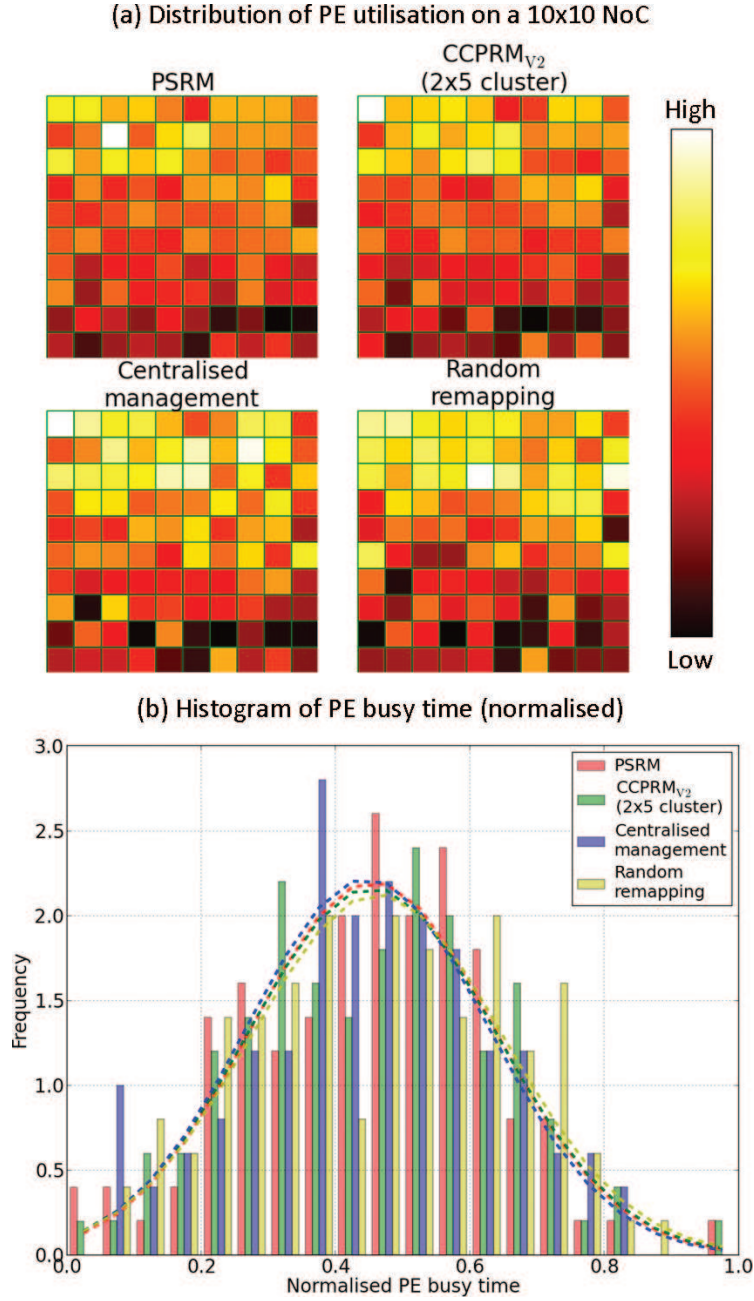 (a) Distribution of PE utilisation on a 10x10 NoC
PSRM
CCPRMV2
(2x5 cluster)
High
Low
Centralised
management
Random
remapping
(b) Histogram of PE busy time (normalised)
3.0
2.5
2.0
1.5
1.0
0.5
0.0
Frequency
PSRM
CCPRMV2
(2x5 cluster)
Centralised
management
Random
remapping
0.0 0.2 0.4 0.6 0.8 1.0
Normalised PE busy time